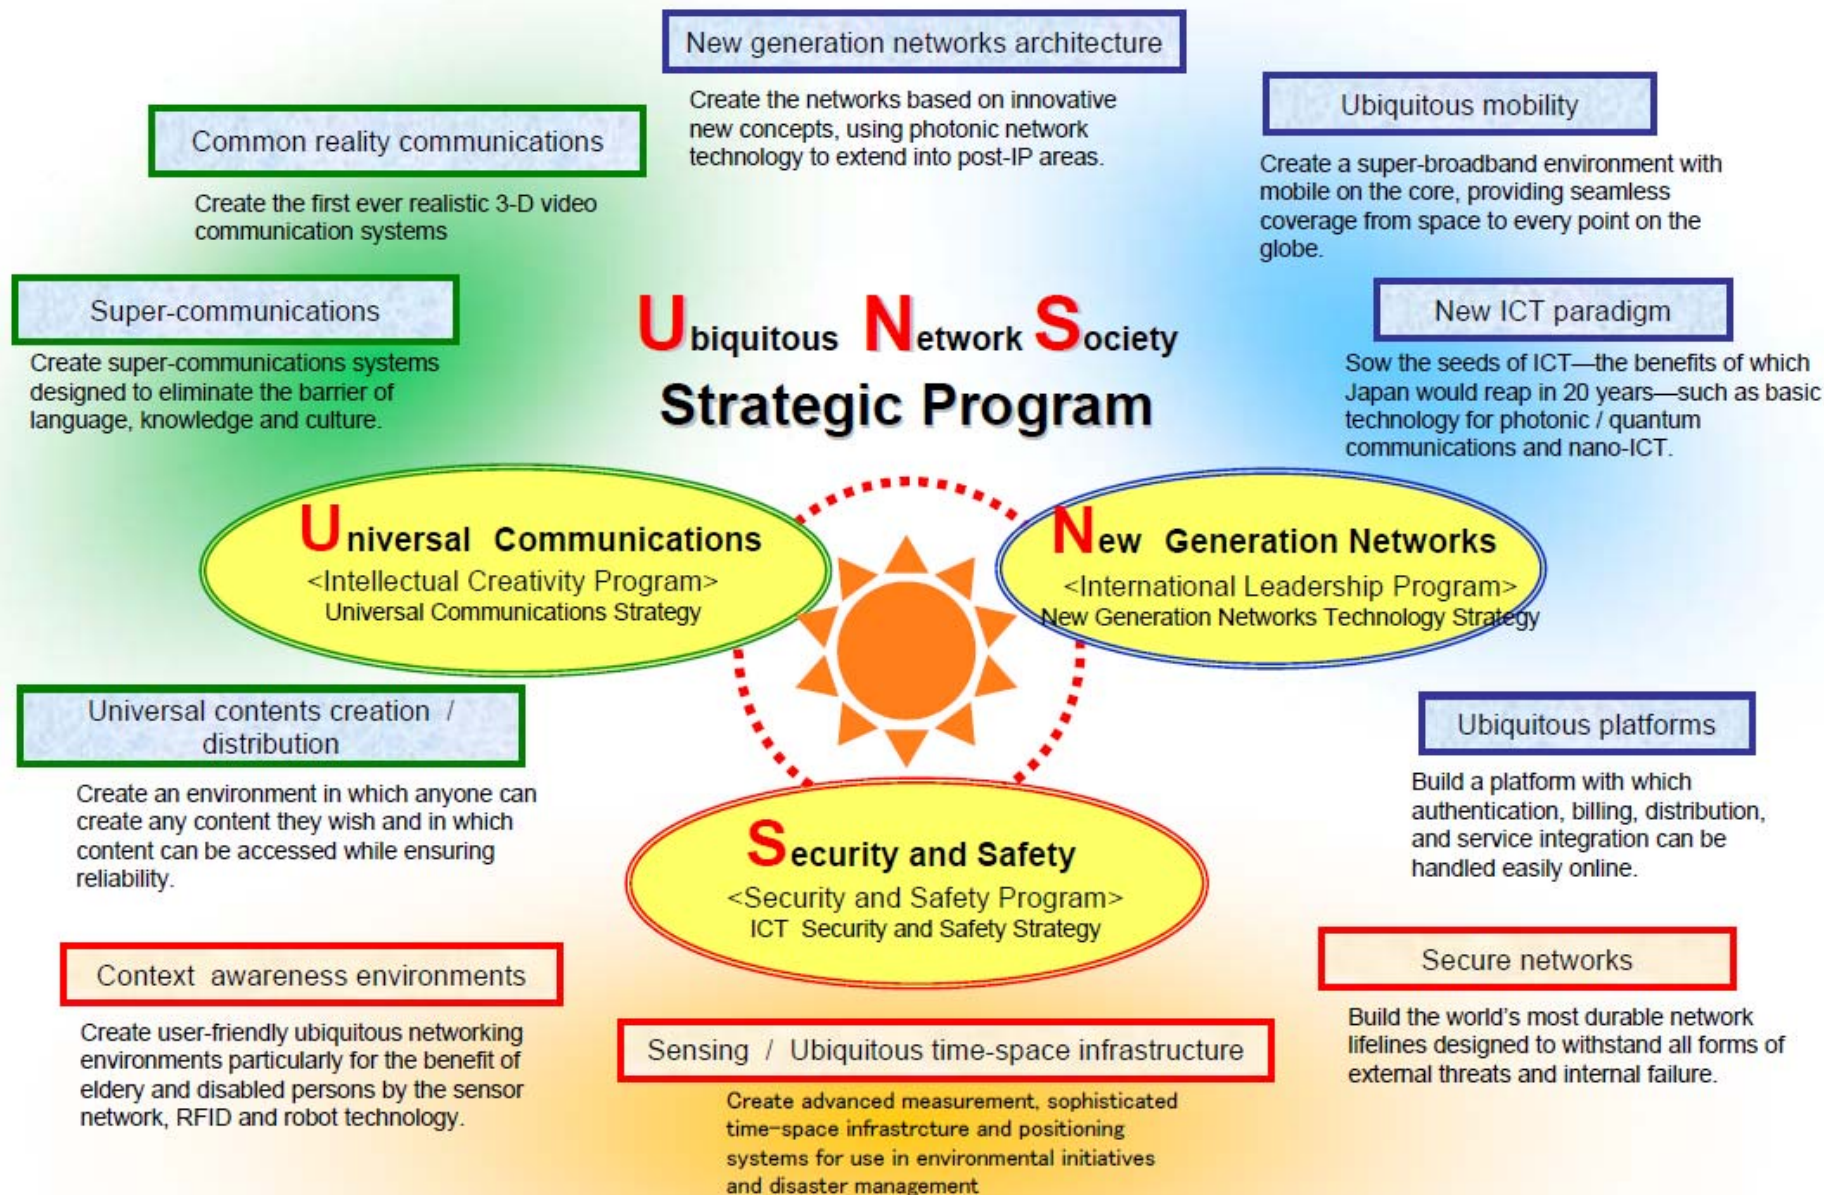 New generation networks architecture
Create the networks based on innovative
new concepts, using photonic network
technology to extend into post-IP areas.
Ubiquitous mobility
Create a super-broadband environment with
mobile on the core, providing seamless
coverage from space to every point on the
globe.
Common reality communications
Create the first ever realistic 3-D video
communication systems
Super-communications
Create super-communications systems
designed to eliminate the barrier of
language, knowledge and culture.
Ubiquitous Network Society
Strategic Program
New ICT paradigm
Sow the seeds of ICT—the benefits of which
Japan would reap in 20 years—such as basic
technology for photonic / quantum
communications and nano-ICT.
Universal Communications
<Intellectual Creativity Program>
Universal Communications Strategy
New Generation Networks
<International Leadership Program>
New Generation Networks Technology Strategy
Universal contents creation /
distribution
Create an environment in which anyone can
create any content they wish and in which
content can be accessed while ensuring
reliability.
Ubiquitous platforms
Build a platform with which
authentication, billing, distribution,
and service integration can be
handled easily online.
Security and Safety
<Security and Safety Program>
ICT Security and Safety Strategy
Context awareness environments
Create user-friendly ubiquitous networking
environments particularly for the benefit of
eldery and disabled persons by the sensor
network, RFID and robot technology.
Sensing / Ubiquitous time-space infrastructure
Create advanced measurement, sophisticated
time-space infrastrcture and positioning
systems for use in environmental initiatives
and disaster management
Secure networks
Build the world's most durable network
lifelines designed to withstand all forms of
external threats and internal failure.